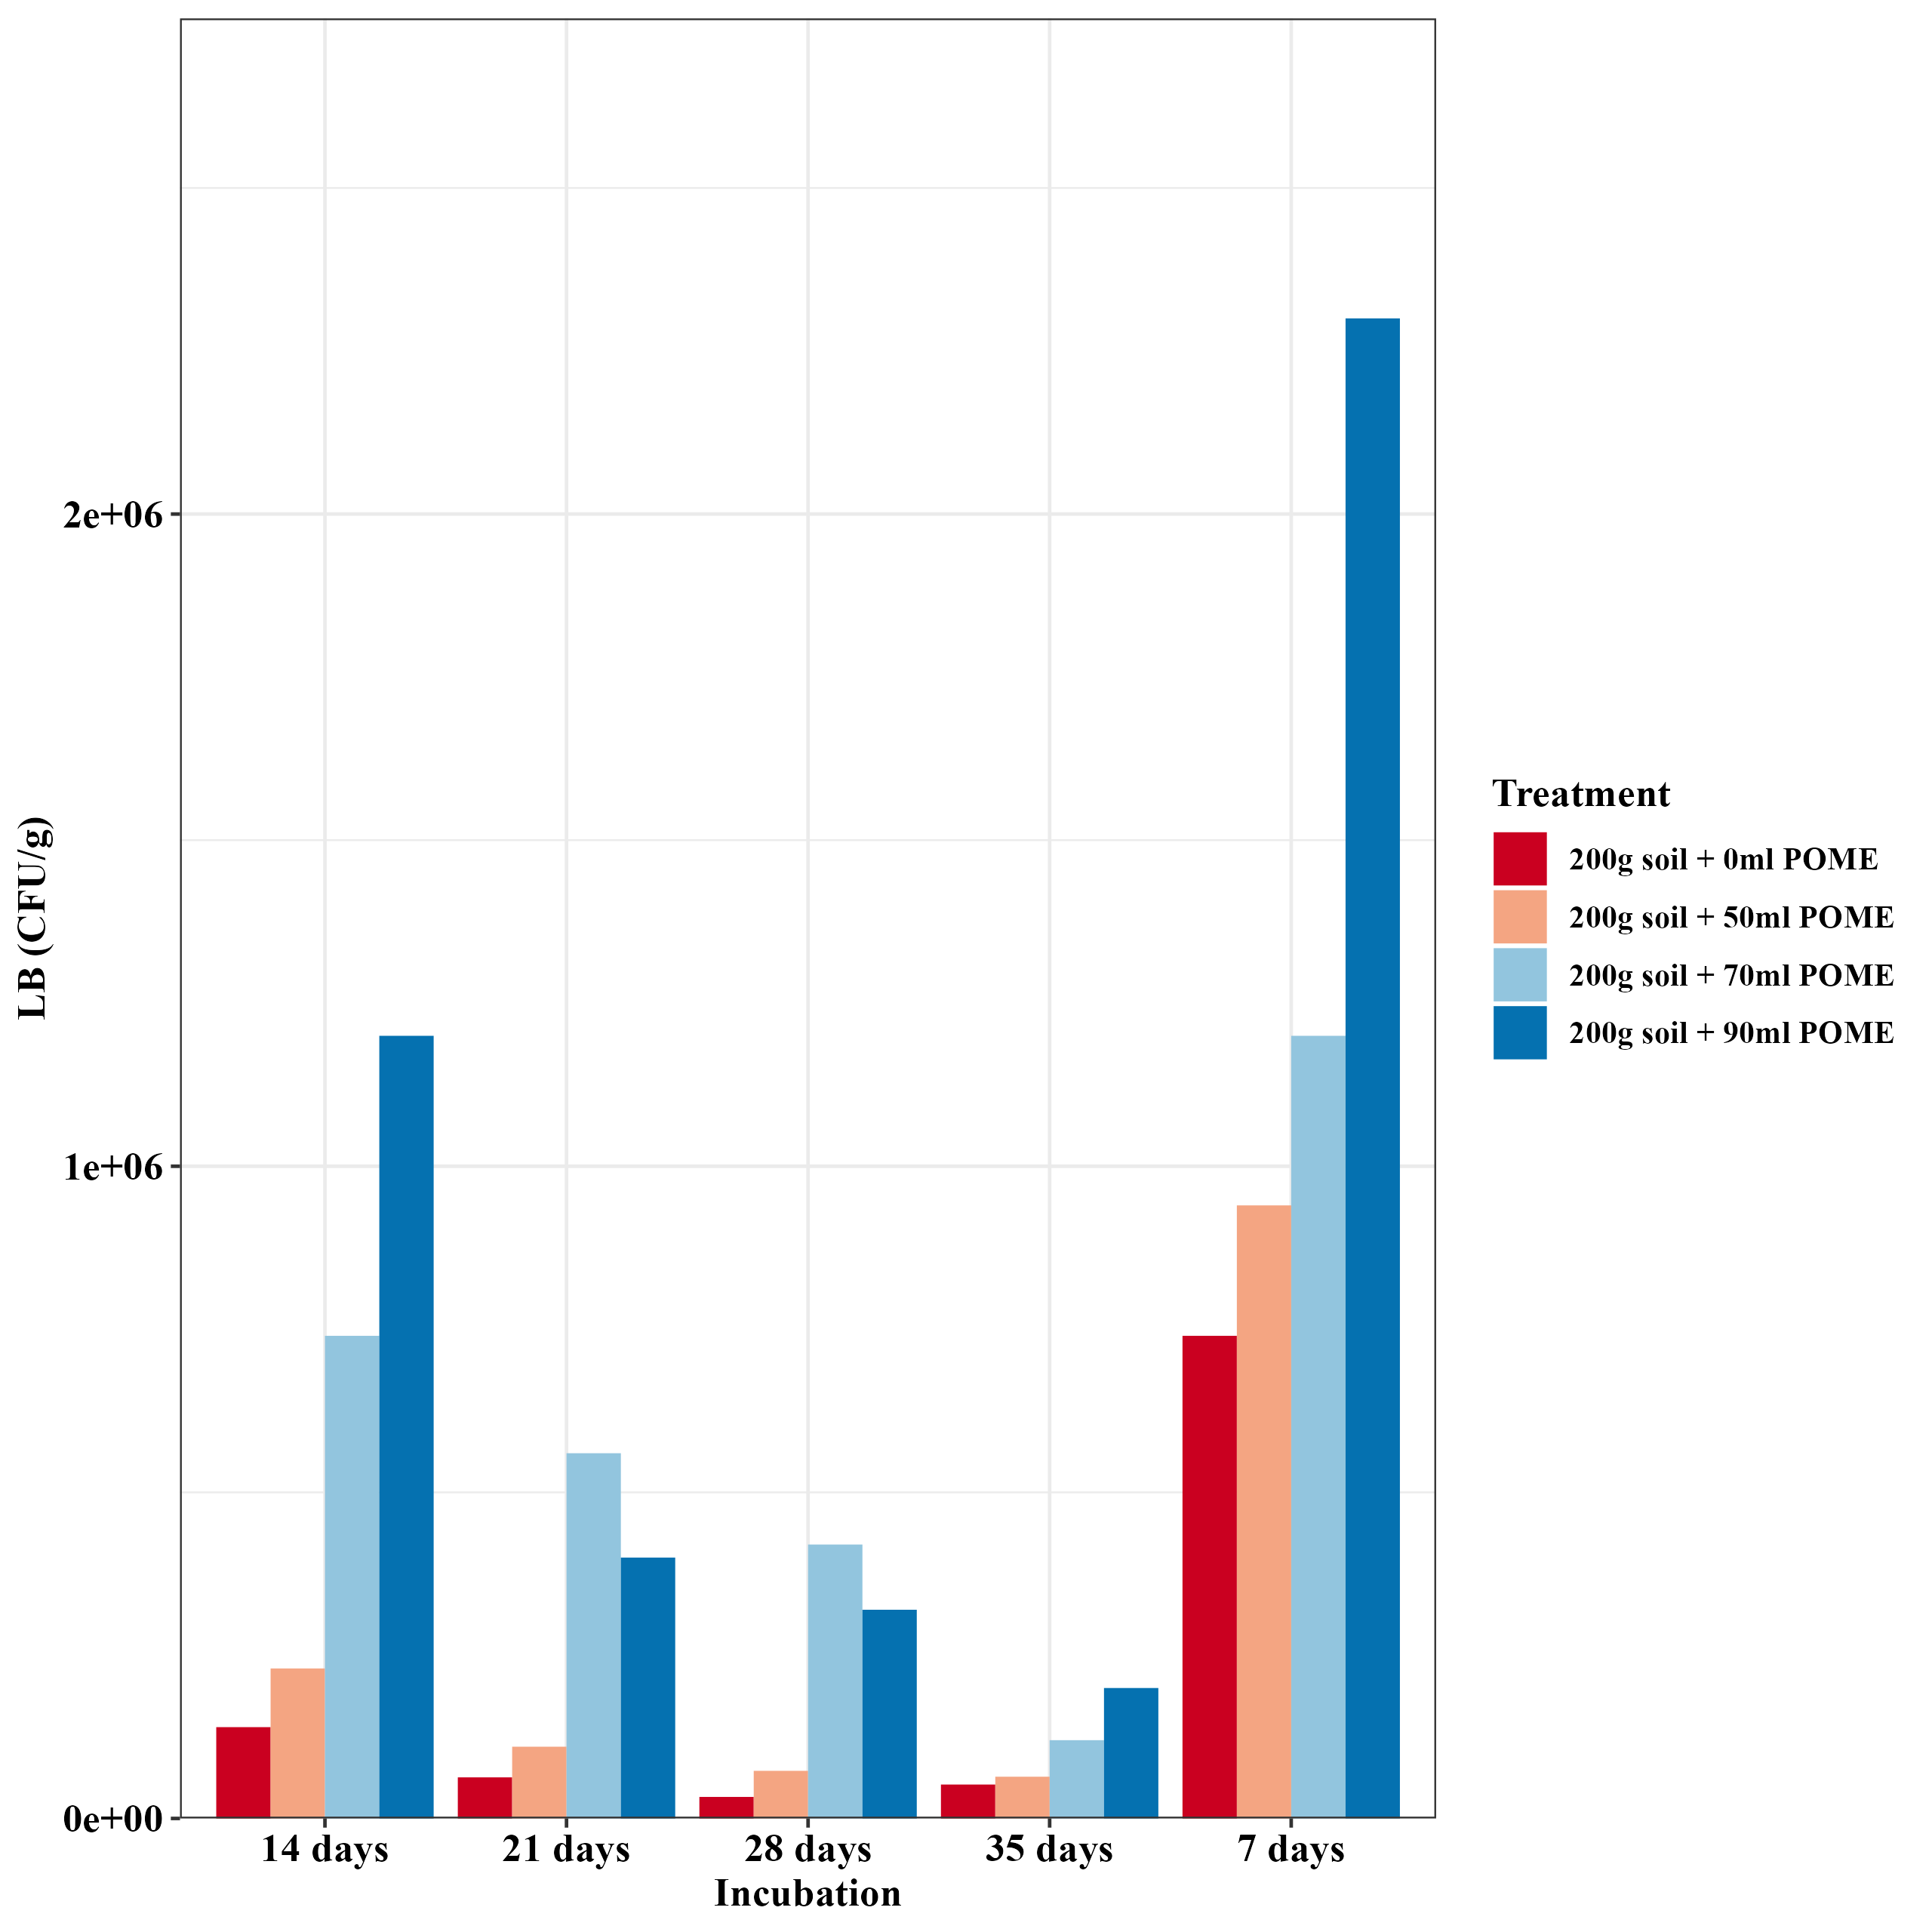 LB (CFU/g)
2e+06
1e+06
0e+00
14 days
21 days
28 days
35 days
7 days
Incubation
Treatment
200g soil + 0ml POME
200g soil + 50ml POME
200g soil + 70ml POME
200g soil + 90ml POME